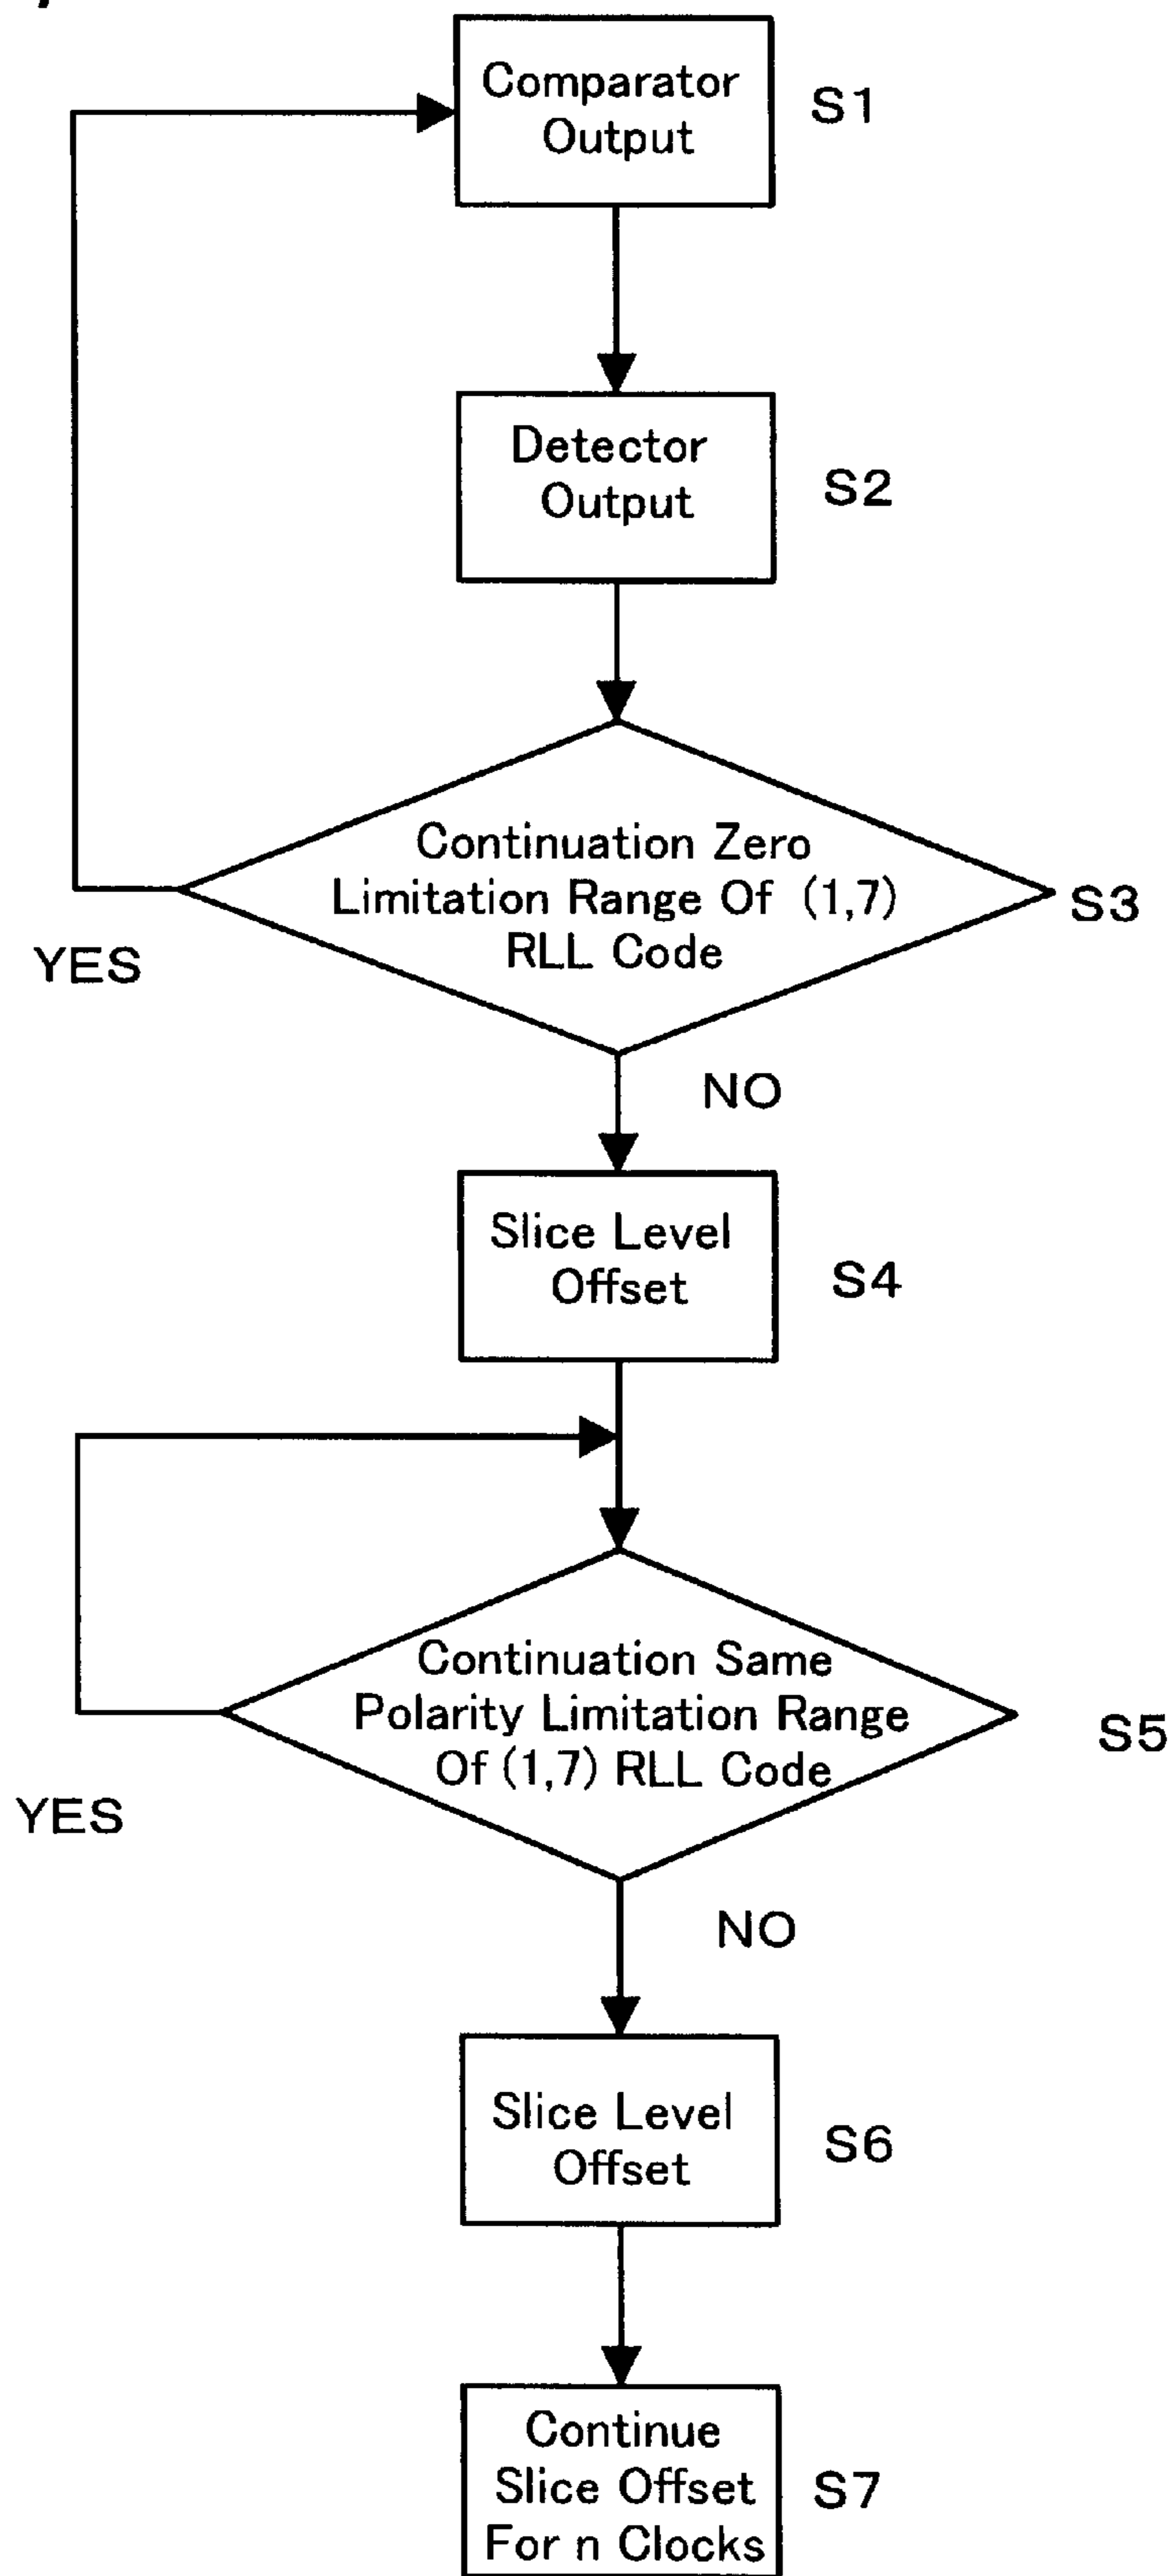 Comparator
Output
S1
Detector
Output
S2
Continuation Zero
Limitation Range Of (1,7)
RLL Code
S3
YES
NO
Slice Level
Offset
S4
Continuation Same
Polarity Limitation Range
Of (1,7) RLL Code
S5
YES
NO
Slice Level
Offset
S6
Continue
Slice Offset
For n Clocks
S7